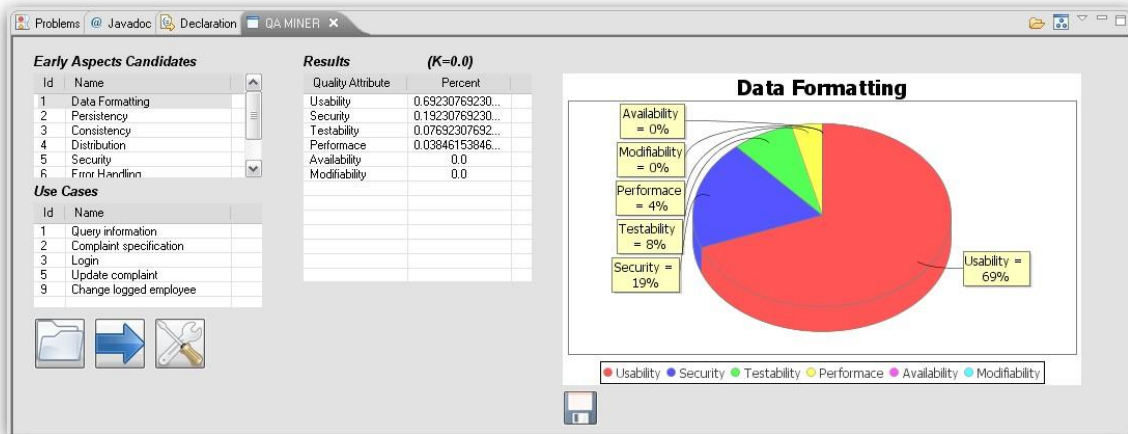 Problems @ Javadoc Declaration QA MINER
Early Aspects Candidates
Id Name
1 Data Formatting
2 Persistency
3 Consistency
4 Distribution
5 Security
6 Error Handling
Use Cases
Id Name
1 Query information
2 Complaint specification
3 Login
5 Update complaint
9 Change logged employee
Results (K=0.0)
Quality Attribute Percent
Usability 0.69230769230...
Security 0.19230769230...
Testability 0.07692307692...
Performace 0.03846153846...
Availability 0.0
Modifiability 0.0
Data Formatting
Availability
= 0%
Modifiability
= 0%
Performace
= 4%
Testability
= 8%
Security =
19%
Usability =
69%
Usability Security Testability Performace Availability Modifiability